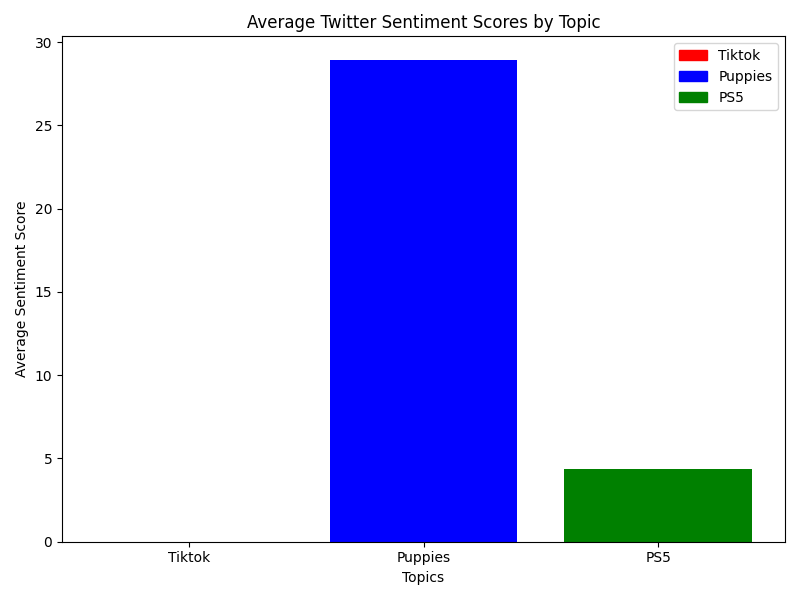 Average Twitter Sentiment Scores by Topic
30
25
20
15
10
5
0
Average Sentiment Score
Tiktok
Puppies
PS5
Tiktok
Puppies
PS5
Topics